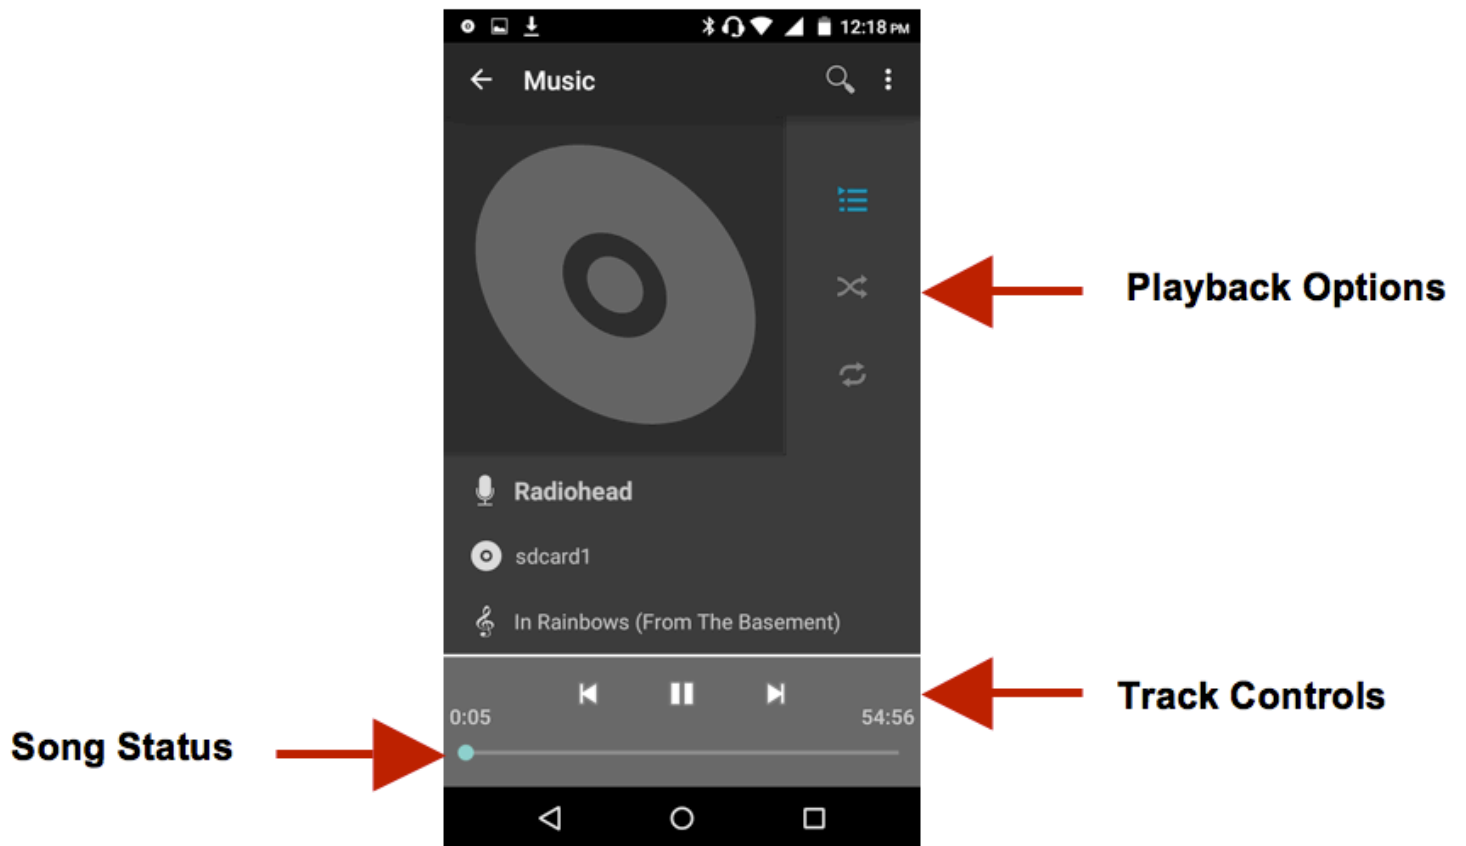 12:18 PM
Music
Playback Options
Radiohead
sdcard1
In Rainbows (From The Basement)
Track Controls
0:05
54:56
Song Status